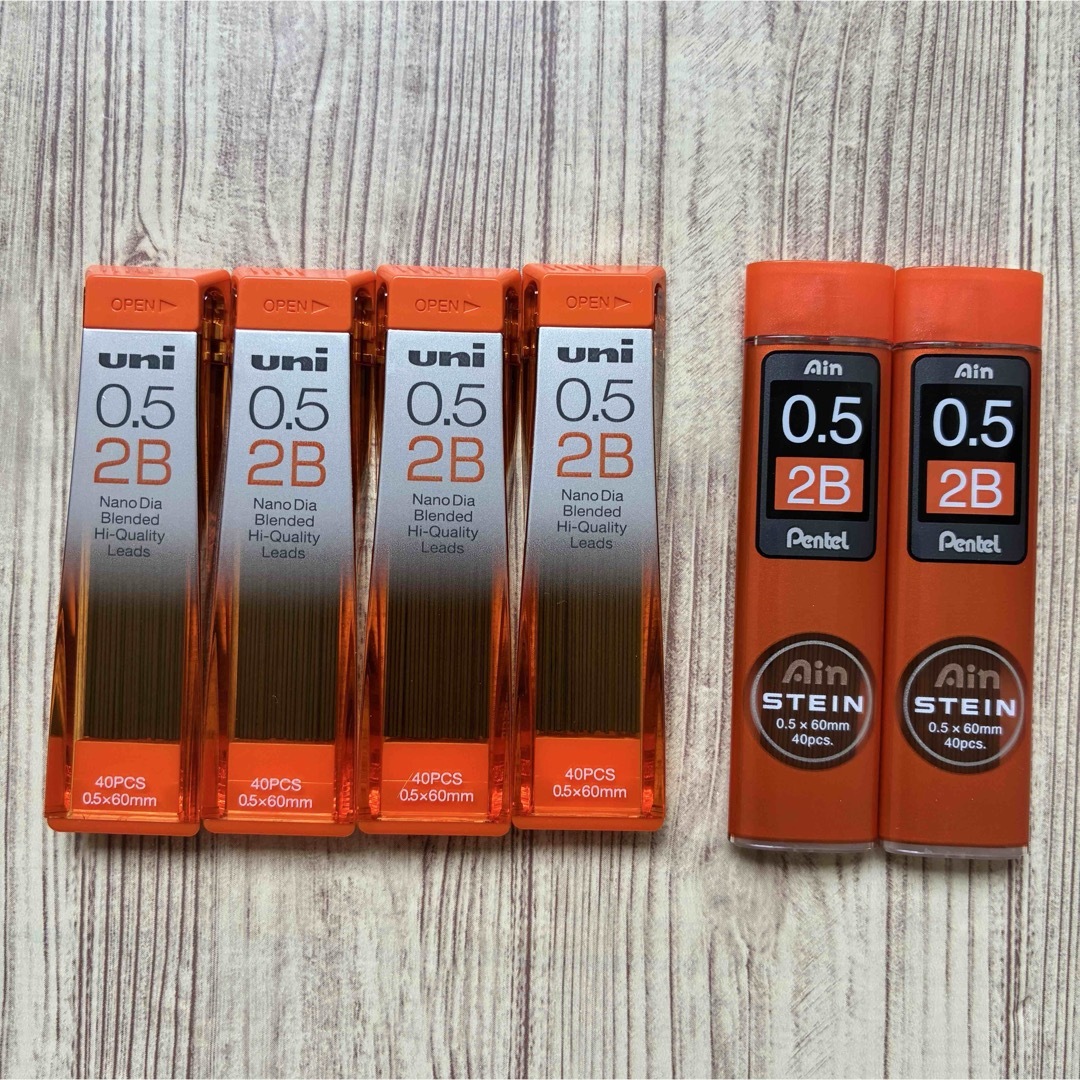 OPEN
uni
0.5
2B
Nano Dia
Blended
Hi-Quality
Leads
40PCS
0.5×60mm
OPEN
uni
0.5
2B
Nano Dia
Blended
Hi-Quality
Leads
40PCS
0.5×60mm
OPEN
uni
0.5
2B
Nano Dia
Blended
Hi-Quality
Leads
40PCS
0.5×60mm
OPEN
uni
0.5
2B
Nano Dia
Blended
Hi-Quality
Leads
40PCS
0.5×60mm
Ain
0.5
2B
Pentel
Ain
STEIN
0.5 × 60mm
40pcs.
Ain
0.5
2B
Pentel
Ain
STEIN
0.5 × 60mm
40pcs.